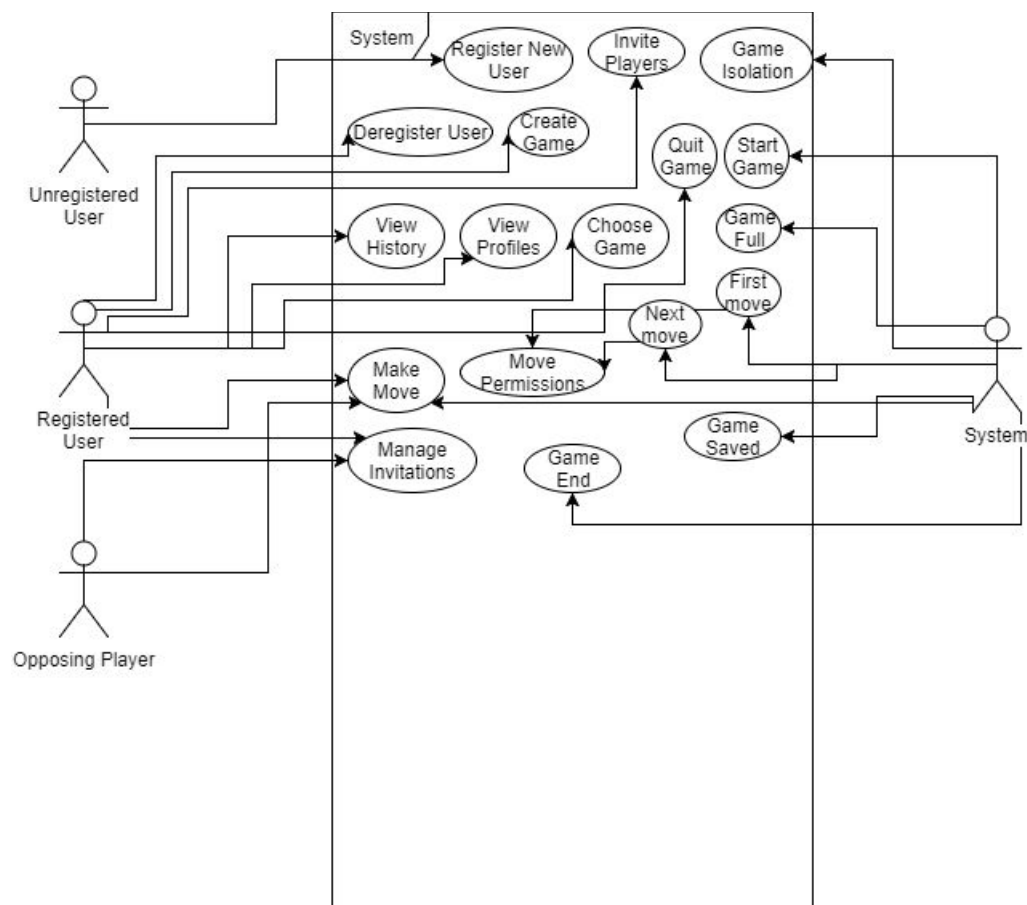 System
Register New
User
Invite
Players
Game
Isolation
Deregister User
Create
Game
Quit
Game
Start
Game
Unregistered
User
View
History
View
Profiles
Choose
Game
Game
Full
First
move
Next
move
Move
Permissions
Make
Move
Registered
User
System
Game
Saved
Manage
Invitations
Game
End
Opposing Player